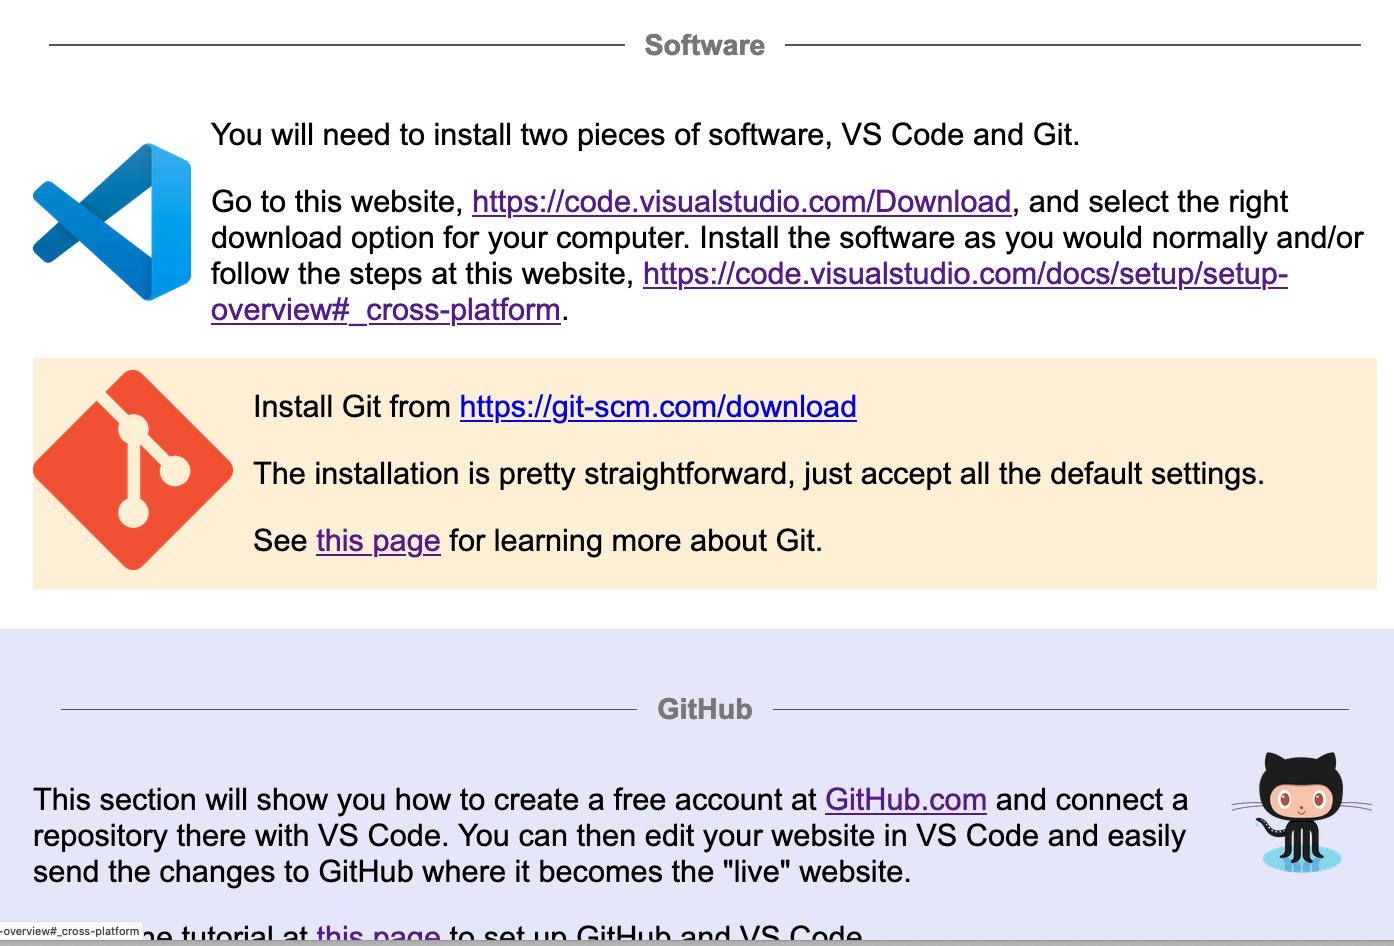 Software
You will need to install two pieces of software, VS Code and Git.
Go to this website, https://code.visualstudio.com/Download, and select the right
download option for your computer. Install the software as you would normally and/or
follow the steps at this website, https://code.visualstudio.com/docs/setup/setup-
overview#_cross-platform.
Install Git from https://git-scm.com/download
The installation is pretty straightforward, just accept all the default settings.
See this page for learning more about Git.
GitHub
This section will show you how to create a free account at GitHub.com and connect a
repository there with VS Code. You can then edit your website in VS Code and easily
send the changes to GitHub where it becomes the "live" website.
tutorial at this page to set up GitHub and VS Code
-overview#_cross-platform